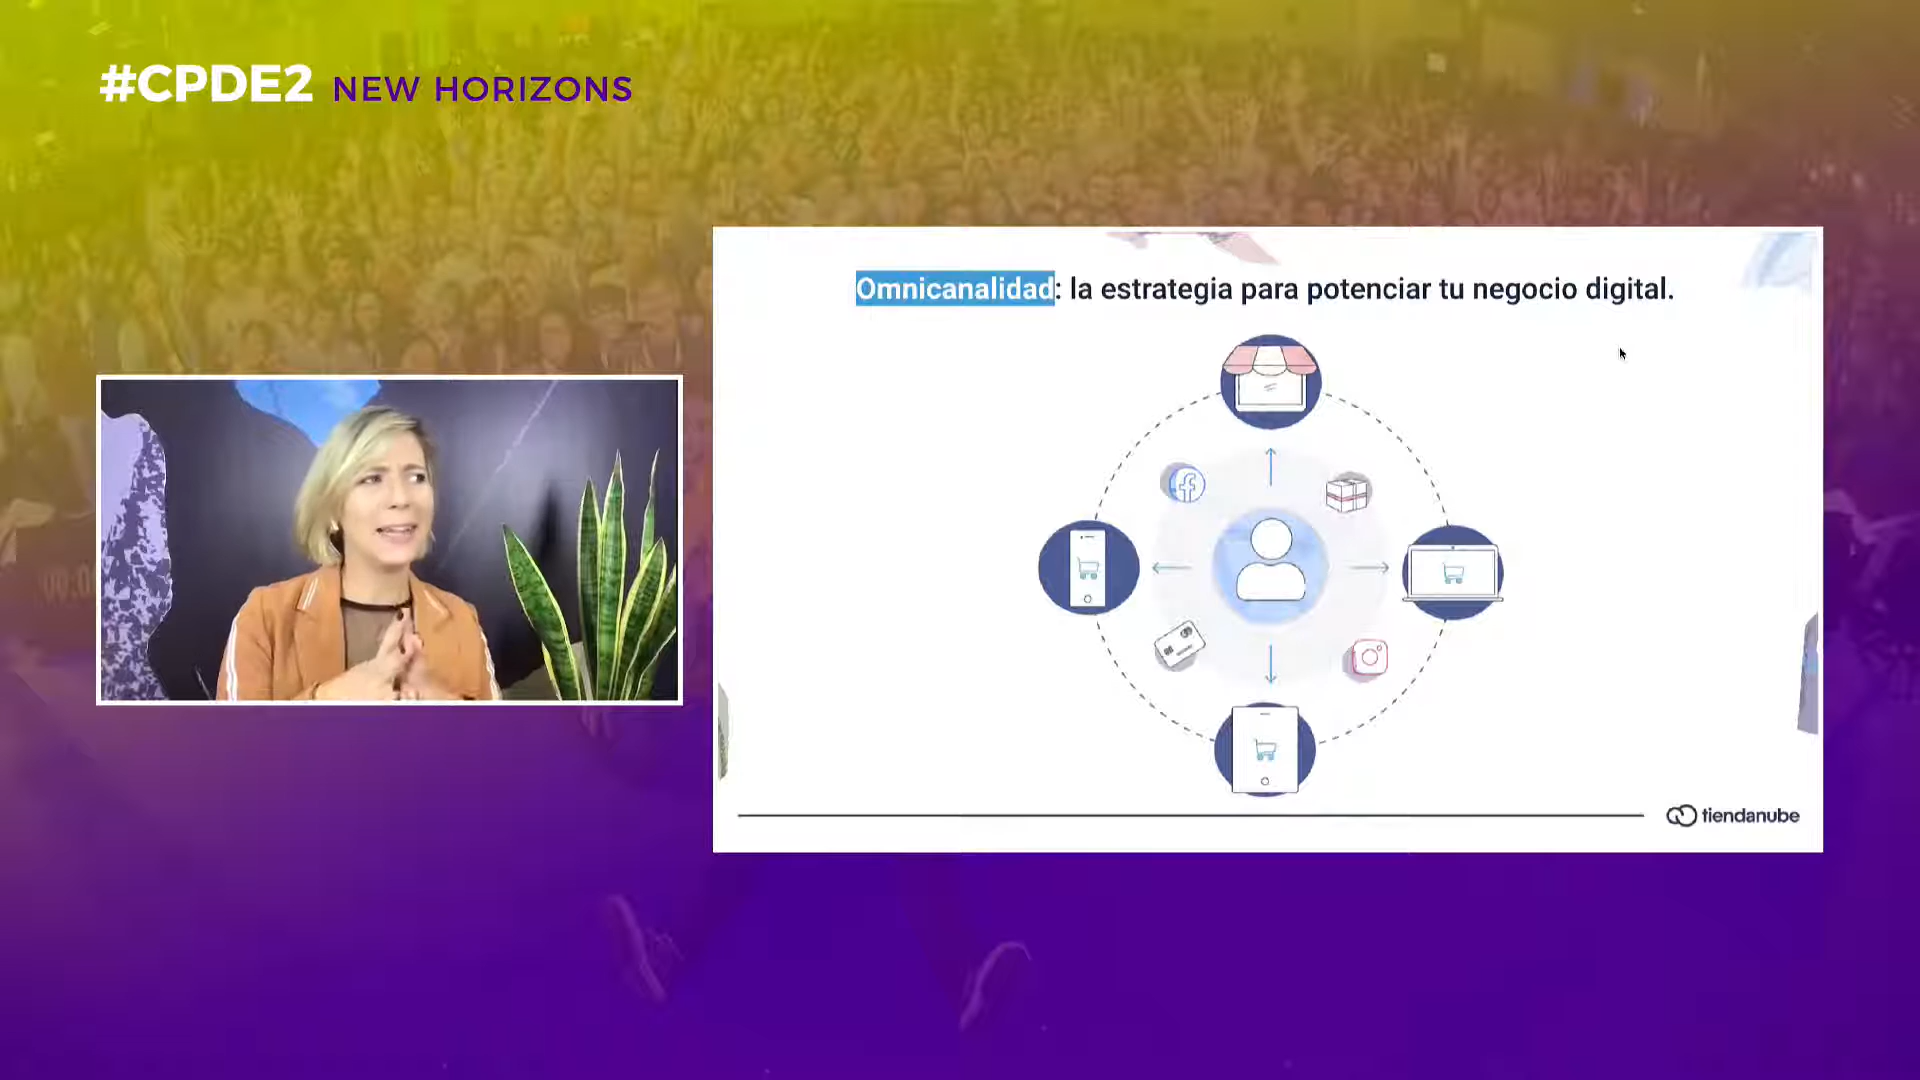 #CPDE2 NEW HORIZONS
Omnicanalidad: la estrategia para potenciar tu negocio digital.
tiendanube